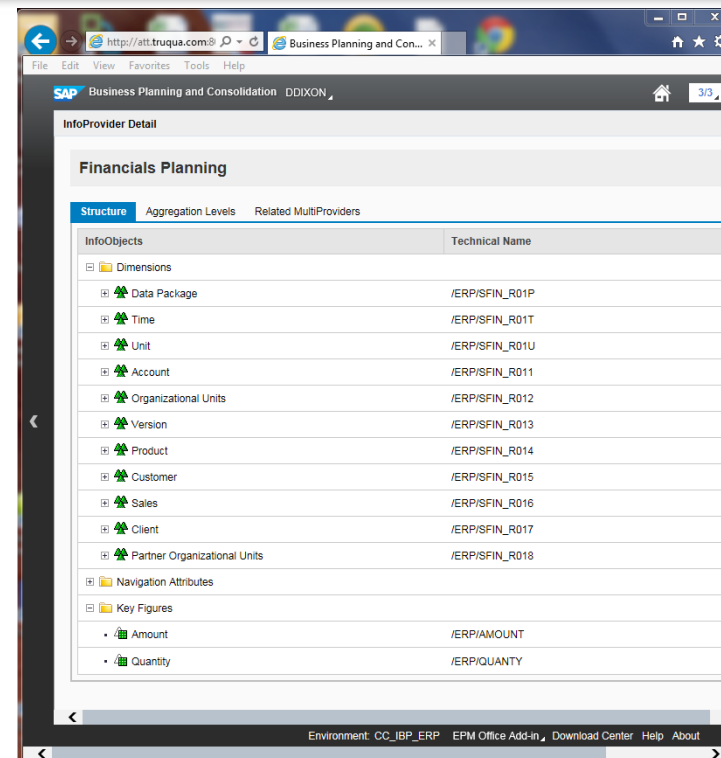 http://att.truqua.com:8
Business Planning and Con...
File Edit View Favorites Tools Help
SAP Business Planning and Consolidation DDIXON
3/3
InfoProvider Detail
Financials Planning
Structure Aggregation Levels Related MultiProviders
InfoObjects Technical Name
Dimensions
Data Package /ERP/SFIN_R01P
Time /ERP/SFIN_R01T
Unit /ERP/SFIN_R01U
Account /ERP/SFIN_R011
Organizational Units /ERP/SFIN_R012
Version /ERP/SFIN_R013
Product /ERP/SFIN_R014
Customer /ERP/SFIN_R015
Sales /ERP/SFIN_R016
Client /ERP/SFIN_R017
Partner Organizational Units /ERP/SFIN_R018
Navigation Attributes
Key Figures
Amount /ERP/AMOUNT
Quantity /ERP/QUANTY
Environment: CC_IBP_ERP EPM Office Add-in Download Center Help About